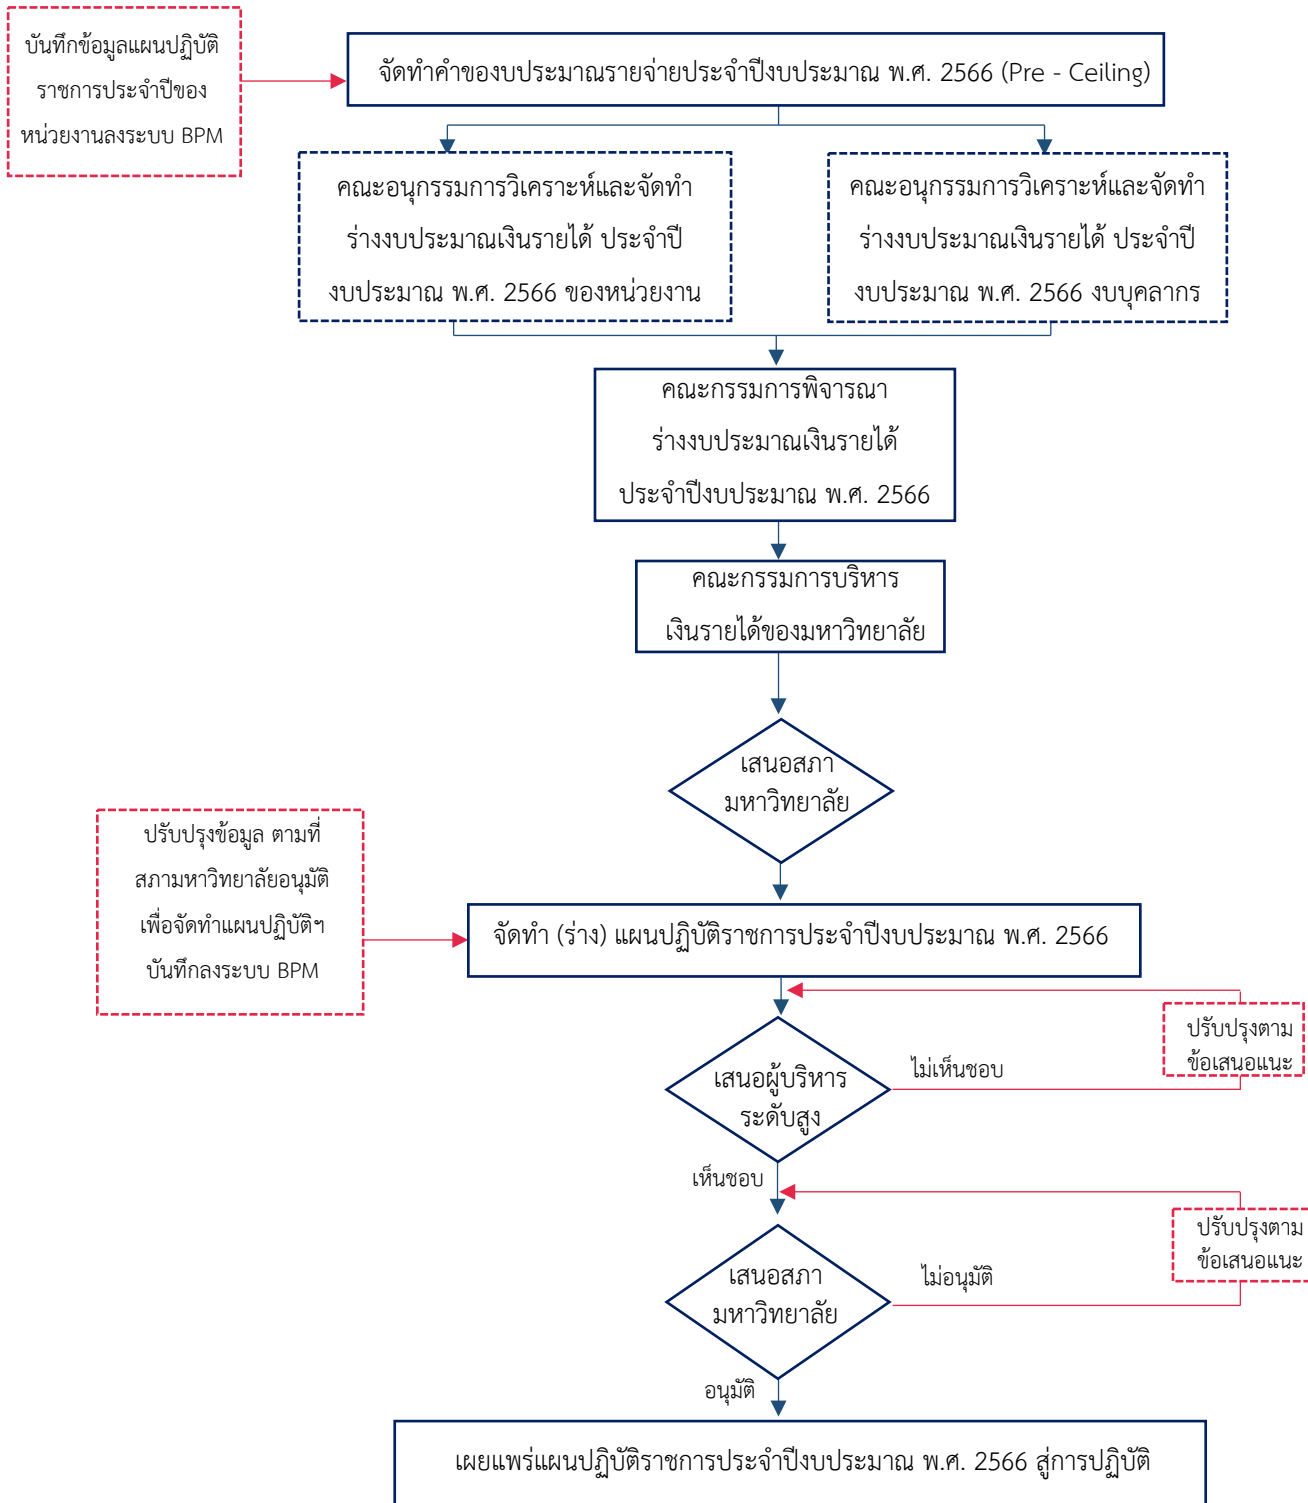 บันทึกข้อมูลแผนปฏิบัติ
ราชการประจำปีของ
หน่วยงานลงระบบ BPM
จัดทำคำของบประมาณรายจ่ายประจำปีงบประมาณ พ.ศ. 2566 (Pre - Ceiling)
คณะอนุกรรมการวิเคราะห์และจัดทำ
ร่างงบประมาณเงินรายได้ ประจำปี
งบประมาณ พ.ศ. 2566 ของหน่วยงาน
คณะอนุกรรมการวิเคราะห์และจัดทำ
ร่างงบประมาณเงินรายได้ ประจำปี
งบประมาณ พ.ศ. 2566 งบบุคลากร
คณะกรรมการพิจารณา
ร่างงบประมาณเงินรายได้
ประจำปีงบประมาณ พ.ศ. 2566
คณะกรรมการบริหาร
เงินรายได้ของมหาวิทยาลัย
เสนอสภา
มหาวิทยาลัย
ปรับปรุงข้อมูล ตามที่
สภามหาวิทยาลัยอนุมัติ
เพื่อจัดทำแผนปฏิบัติฯ
บันทึกลงระบบ BPM
จัดทำ (ร่าง) แผนปฏิบัติราชการประจำปีงบประมาณ พ.ศ. 2566
ปรับปรุงตาม
ข้อเสนอแนะ
เสนอผู้บริหาร
ระดับสูง
ไม่เห็นชอบ
เห็นชอบ
ปรับปรุงตาม
ข้อเสนอแนะ
เสนอสภา
มหาวิทยาลัย
ไม่อนุมัติ
อนุมัติ
เผยแพร่แผนปฏิบัติราชการประจำปีงบประมาณ พ.ศ. 2566 สู่การปฏิบัติ